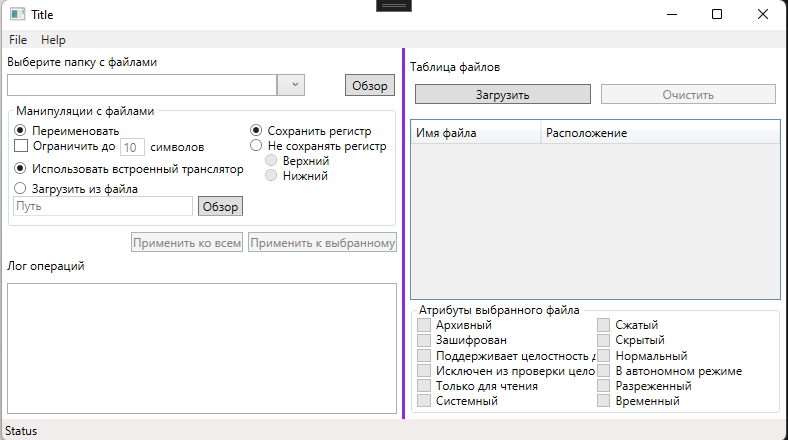 Title
File Help
Выберите папку с файлами
Обзор
Манипуляции с файлами
Переименовать
Ограничить до 10 символов
Использовать встроенный транслятор
Загрузить из файла
Путь Обзор
Сохранить регистр
Не сохранять регистр
Верхний
Нижний
Применить ко всем Применить к выбранному
Лог операций
Таблица файлов
Загрузить Очистить
Имя файла Расположение
Атрибуты выбранного файла
Архивный
Зашифрован
Поддерживает целостность д
Исключен из проверки цело
Только для чтения
Системный
Сжатый
Скрытый
Нормальный
В автономном режиме
Разреженный
Временный
Status